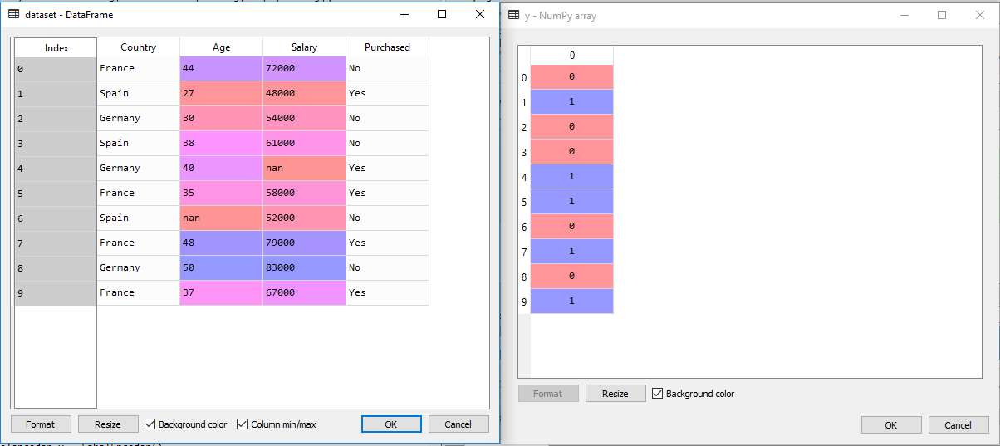 dataset - DataFrame
Index Country Age Salary Purchased
0 France 44 72000 No
1 Spain 27 48000 Yes
2 Germany 30 54000 No
3 Spain 38 61000 No
4 Germany 40 nan Yes
5 France 35 58000 Yes
6 Spain nan 52000 No
7 France 48 79000 Yes
8 Germany 50 83000 No
9 France 37 67000 Yes
Format Resize Background color Column min/max OK Cancel
y - NumPy array
0
0 0
1 1
2 0
3 0
4 1
5 1
6 0
7 1
8 0
9 1
Format Resize Background color
OK Cancel